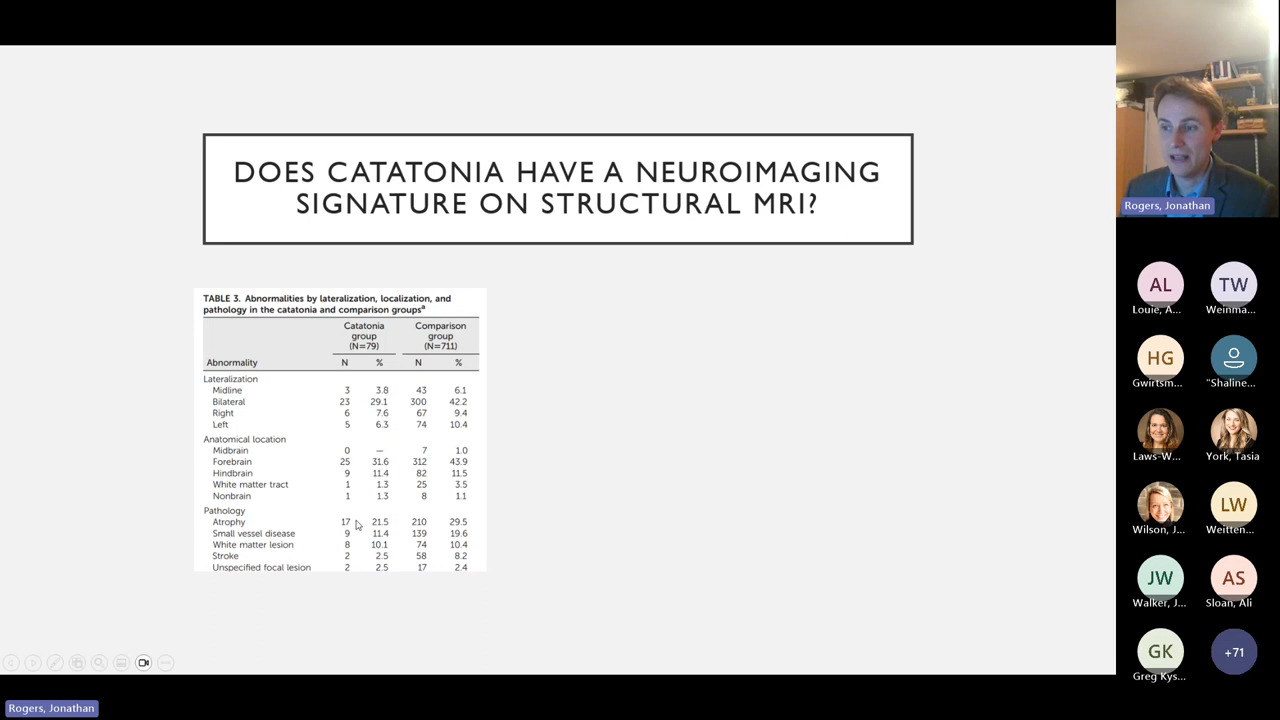 DOES CATATONIA HAVE A NEUROIMAGING
SIGNATURE ON STRUCTURAL MRI?
TABLE 3. Abnormalities by lateralization, localization, and
pathology in the catatonia and comparison groupsa
Catatonia group (N=79) Comparison group (N=711)
Abnormality N % N %
Lateralization
Midline 3 3.8 43 6.1
Bilateral 23 29.1 300 42.2
Right 6 7.6 67 9.4
Left 5 6.3 74 10.4
Anatomical location
Midbrain 0 — 7 1.0
Forebrain 25 31.6 312 43.9
Hindbrain 9 11.4 82 11.5
White matter tract 1 1.3 25 3.5
Nonbrain 1 1.3 8 1.1
Pathology
Atrophy 17 21.5 210 29.5
Small vessel disease 9 11.4 139 19.6
White matter lesion 8 10.1 74 10.4
Stroke 2 2.5 58 8.2
Unspecified focal lesion 2 2.5 17 2.4
Rogers, Jonathan
AL TW
Louie, A... Weinma...
HG
Gwirtsm... "Shaline...
Laws-W... York, Tasia
LW
Wilson, J... Weitten...
JW AS
Walker, J... Sloan, Ali
GK +71
Greg Kys...
Rogers, Jonathan